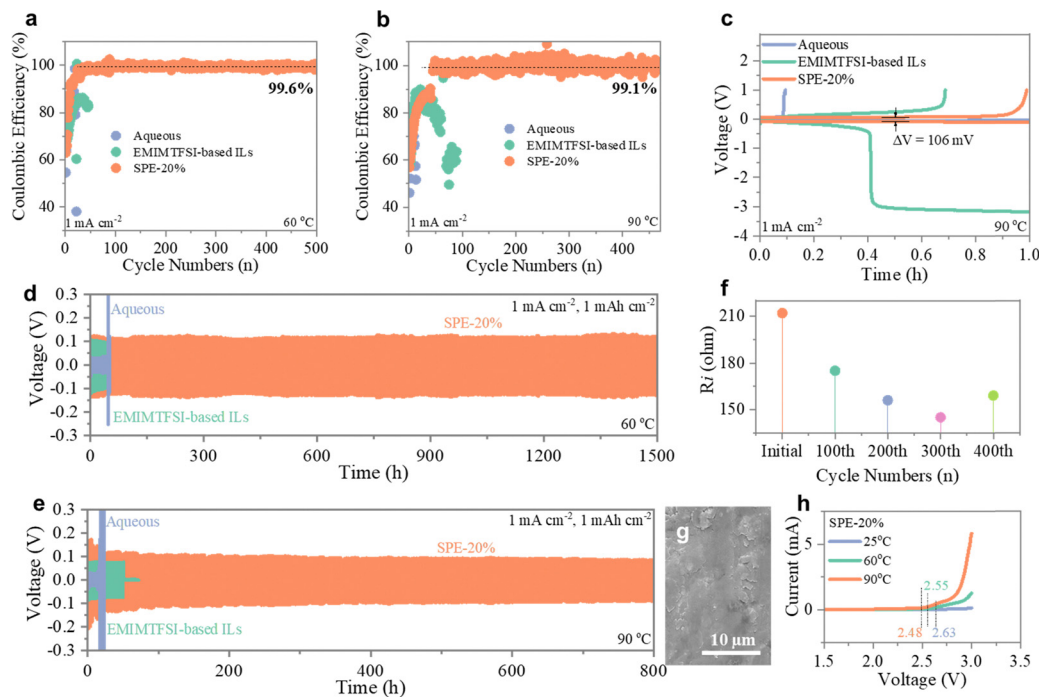 a
Coulombic Efficiency (%)
100
80
60
40
20
0
99.6%
Aqueous
EMIMTFSI-based ILs
SPE-20%
1 mA cm-2
60 °C
0 100 200 300 400 500
Cycle Numbers (n)
b
Coulombic Efficiency (%)
100
80
60
40
20
0
99.1%
Aqueous
EMIMTFSI-based ILs
SPE-20%
1 mA cm-2
90 °C
0 100 200 300 400
Cycle Numbers (n)
c
Voltage (V)
2
1
0
-1
-2
-3
-4
Aqueous
EMIMTFSI-based ILs
SPE-20%
ΔV = 106 mV
1 mA cm-2
90 °C
0.0 0.2 0.4 0.6 0.8 1.0
Time (h)
d
Voltage (V)
0.3
0.2
0.1
0.0
-0.1
-0.2
-0.3
Aqueous
1 mA cm-2, 1 mAh cm-2
SPE-20%
EMIMTFSI-based ILs
60 °C
0 300 600 900 1200 1500
Time (h)
f
Ri (ohm)
210
180
150
Initial 100th 200th 300th 400th
Cycle Numbers (n)
e
Voltage (V)
0.3
0.2
0.1
0.0
-0.1
-0.2
-0.3
Aqueous
1 mA cm-2, 1 mAh cm-2
SPE-20%
EMIMTFSI-based ILs
90 °C
0 200 400 600 800
Time (h)
g
10 μm
h
Current (mA)
5
0
SPE-20%
25°C
60°C
90°C
2.55
2.48
2.63
1.5 2.0 2.5 3.0
Voltage (V)